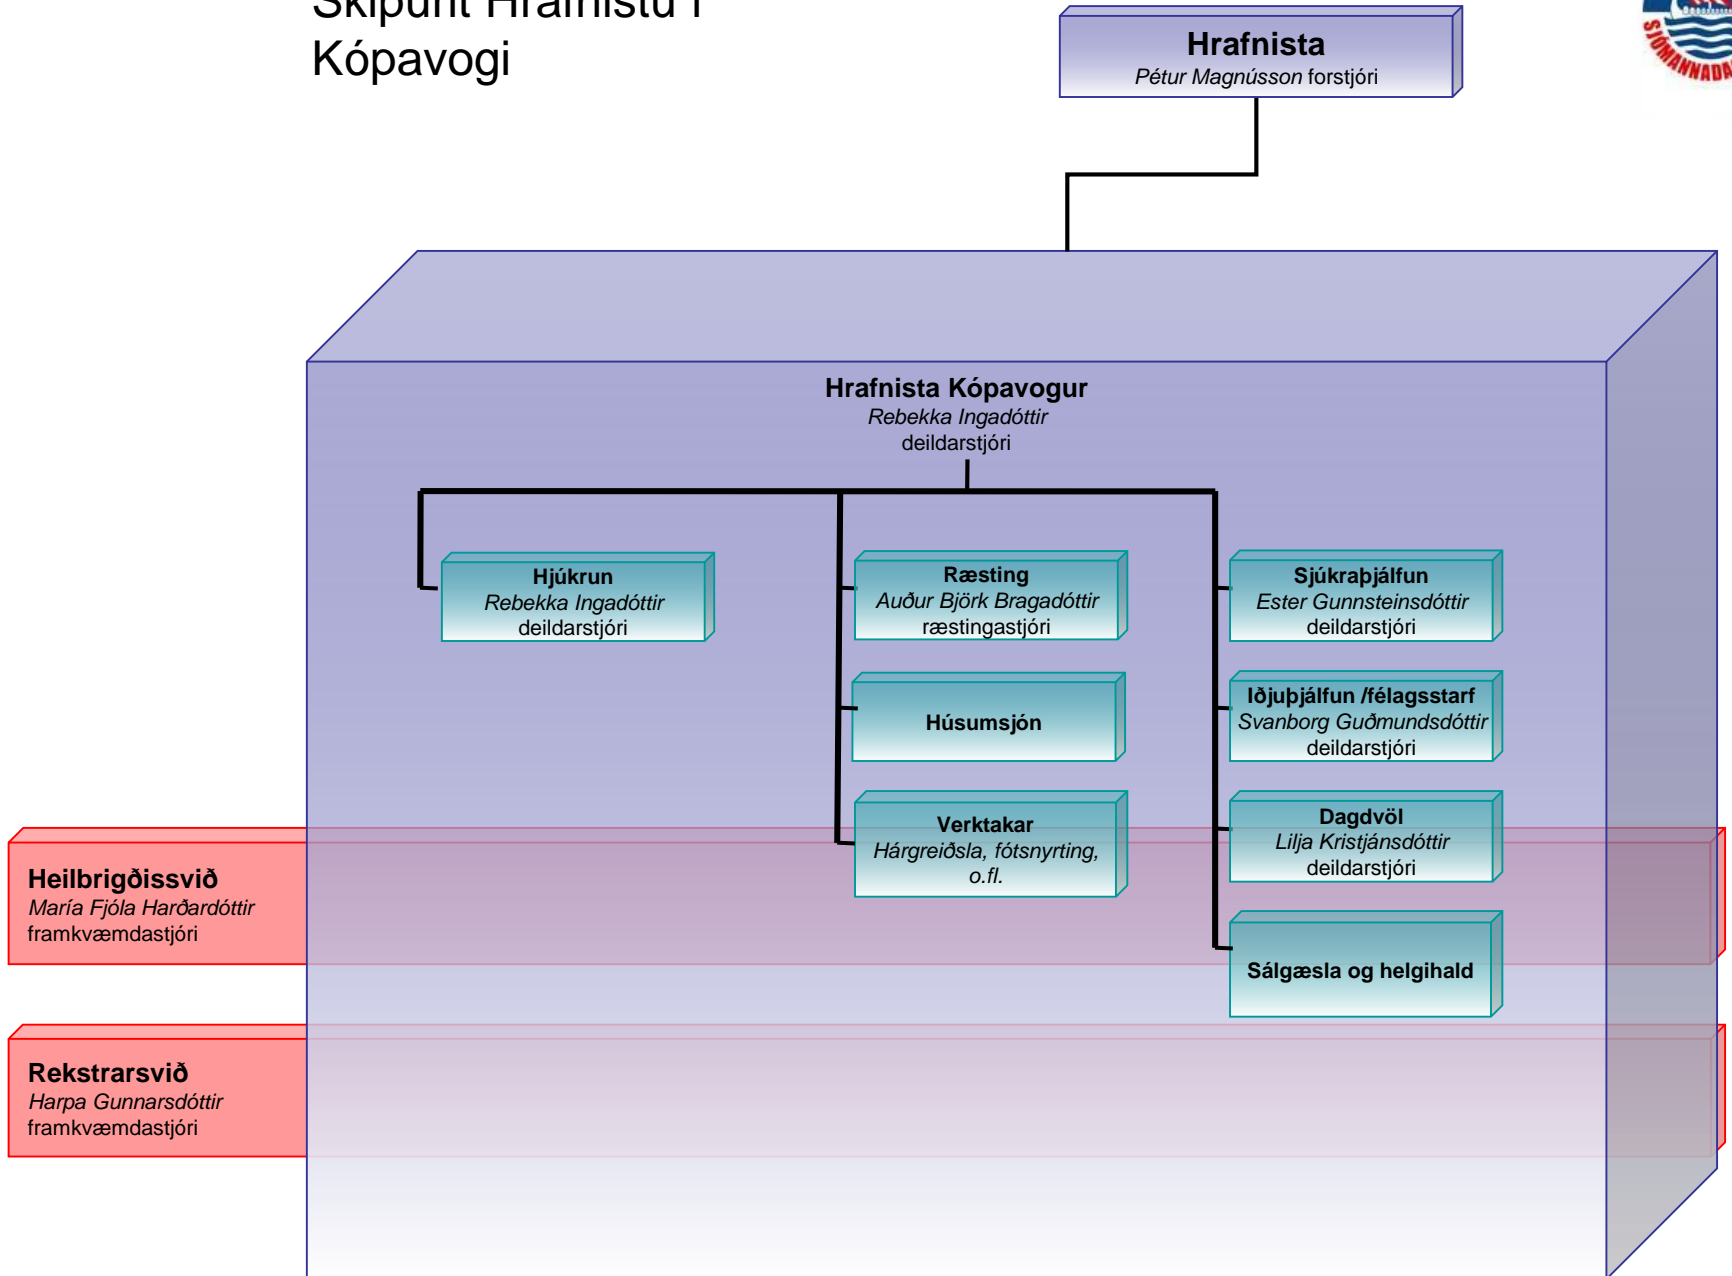 Skipurit Hrafnistu í
Kópavogi
Hrafnista
Pétur Magnússon forstjóri
Hrafnista Kópavogur
Rebekka Ingadóttir
deildarstjóri
Hjúkrun
Rebekka Ingadóttir
deildarstjóri
Ræsting
Auður Björk Bragadóttir
ræstingastjóri
Húsumsjón
Verktakar
Hárgreiðsla, fótsnyrting,
o.fl.
Sjúkraþjálfun
Ester Gunnsteinsdóttir
deildarstjóri
Iðjuþjálfun /félagsstarf
Svanborg Guðmundsdóttir
deildarstjóri
Dagdvöl
Lilja Kristjánsdóttir
deildarstjóri
Sálgæsla og helgihald
Heilbrigðissvið
María Fjóla Harðardóttir
framkvæmdastjóri
Rekstrarsvið
Harpa Gunnarsdóttir
framkvæmdastjóri